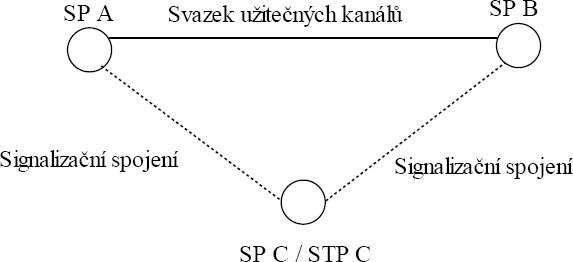 SP A
Svazek užitečných kanálů
SP B
Signalizační spojení
Signalizační spojení
SP C / STP C